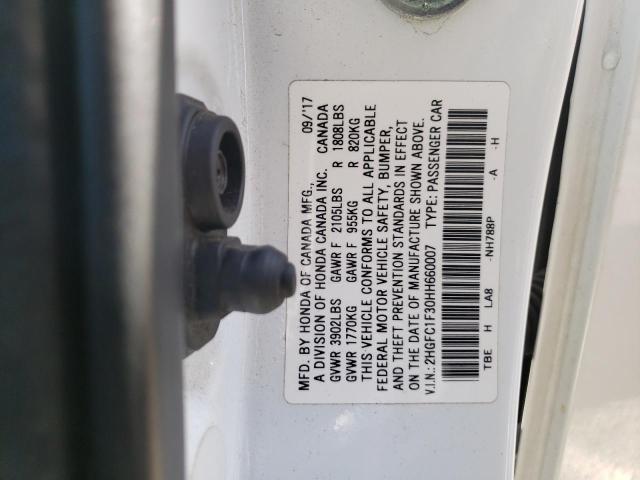 MFD. BY HONDA OF CANADA MFG., 09/'17
A DIVISION OF HONDA CANADA INC. CANADA
GVWR 3902LBS GAWR F 2105LBS R 1808LBS
GVWR 1770KG GAWR F 955KG R 820KG
THIS VEHICLE CONFORMS TO ALL APPLICABLE
FEDERAL MOTOR VEHICLE SAFETY, BUMPER,
AND THEFT PREVENTION STANDARDS IN EFFECT
ON THE DATE OF MANUFACTURE SHOWN ABOVE.
V.I.N.: 2HGFC1F30HH660007 TYPE: PASSENGER CAR
TBE H LA8 -NH788P -A -H